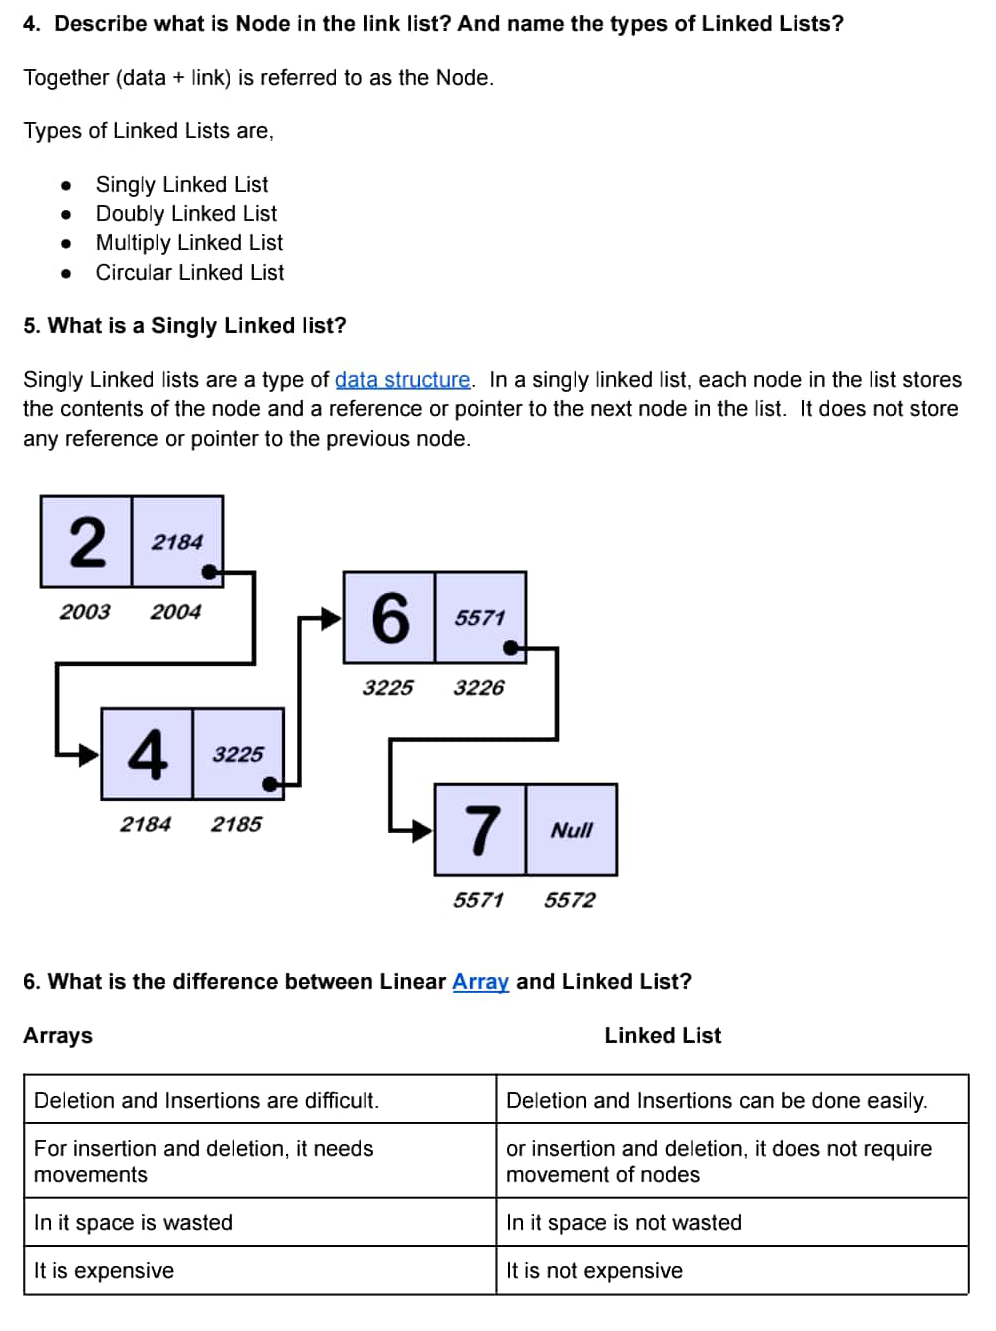 4. Describe what is Node in the link list? And name the types of Linked Lists?
Together (data + link) is referred to as the Node.
Types of Linked Lists are,
● Singly Linked List
● Doubly Linked List
● Multiply Linked List
● Circular Linked List
5. What is a Singly Linked list?
Singly Linked lists are a type of data structure. In a singly linked list, each node in the list stores
the contents of the node and a reference or pointer to the next node in the list. It does not store
any reference or pointer to the previous node.
2 2184
2003 2004
4 3225
2184 2185
6 5571
3225 3226
7 Null
5571 5572
6. What is the difference between Linear Array and Linked List?
Arrays Linked List
Deletion and Insertions are difficult. Deletion and Insertions can be done easily.
For insertion and deletion, it needs
movements
or insertion and deletion, it does not require
movement of nodes
In it space is wasted In it space is not wasted
It is expensive It is not expensive